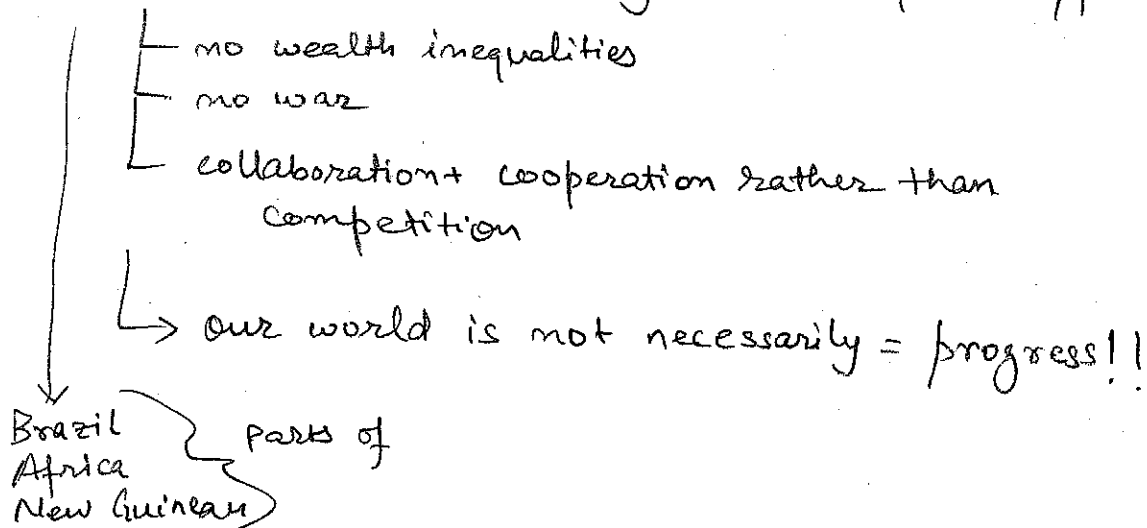 no wealth inequalities
no war
collaboration + cooperation rather than
competition
→ our world is not necessarily = progress!!
Brazil
Africa
New Guinean
parts of